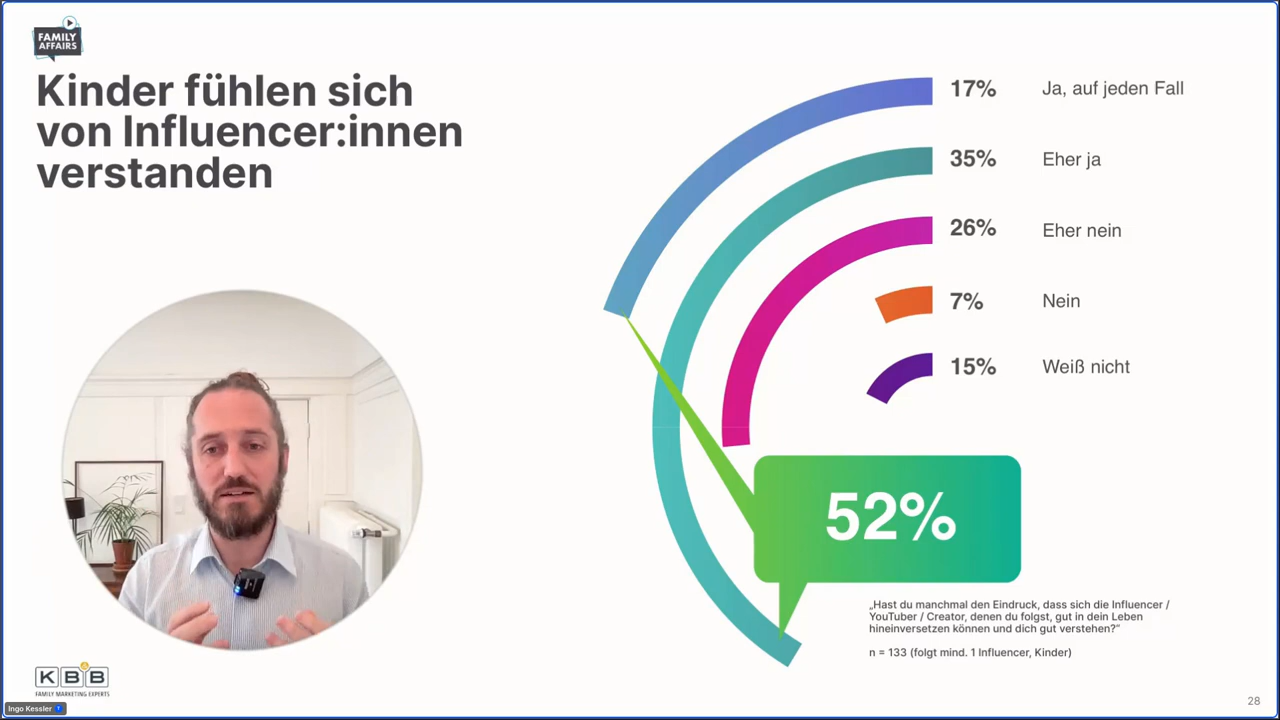 FAMILY
AFFAIRS
Kinder fühlen sich
von Influencer:innen
verstanden
17% Ja, auf jeden Fall
35% Eher ja
26% Eher nein
7% Nein
15% Weiß nicht
52%
„Hast du manchmal den Eindruck, dass sich die Influencer /
YouTuber / Creator, denen du folgst, gut in dein Leben
hineinversetzen können und dich gut verstehen?“
n = 133 (folgt mind. 1 Influencer, Kinder)
KBB
FAMILY MARKETING EXPERTS
Ingo Kessler
28